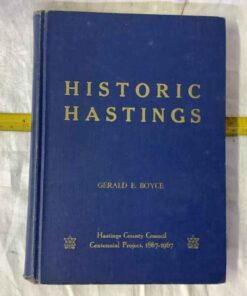 HISTORIC
HASTINGS
GERALD E. BOYCE
Hastings County Council
Centennial Project, 1867-1967